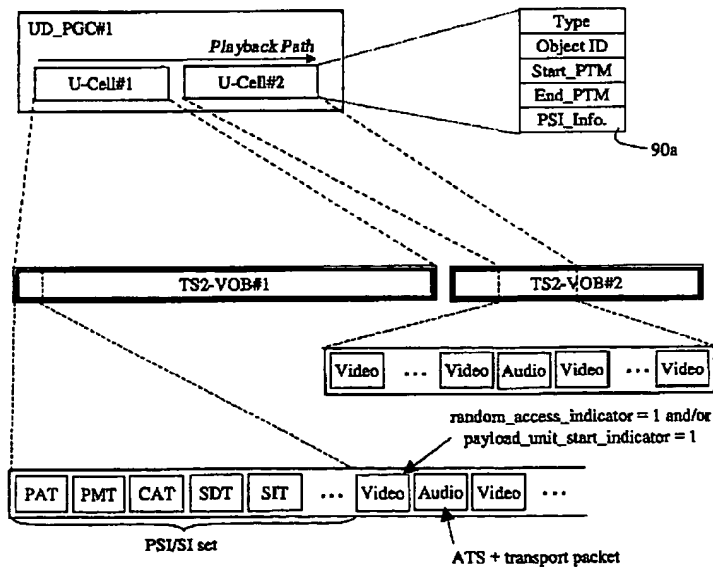 UD_PGC#1
Playback Path
U-Cell#1
U-Cell#2
Type
Object ID
Start_PTM
End_PTM
PSI_Info.
90a
TS2-VOB#1
TS2-VOB#2
Video ... Video Audio Video ... Video
random_access_indicator = 1 and/or
payload_unit_start_indicator = 1
PAT PMT CAT SDT SIT ... Video Audio Video ...
PSI/SI set
ATS + transport packet